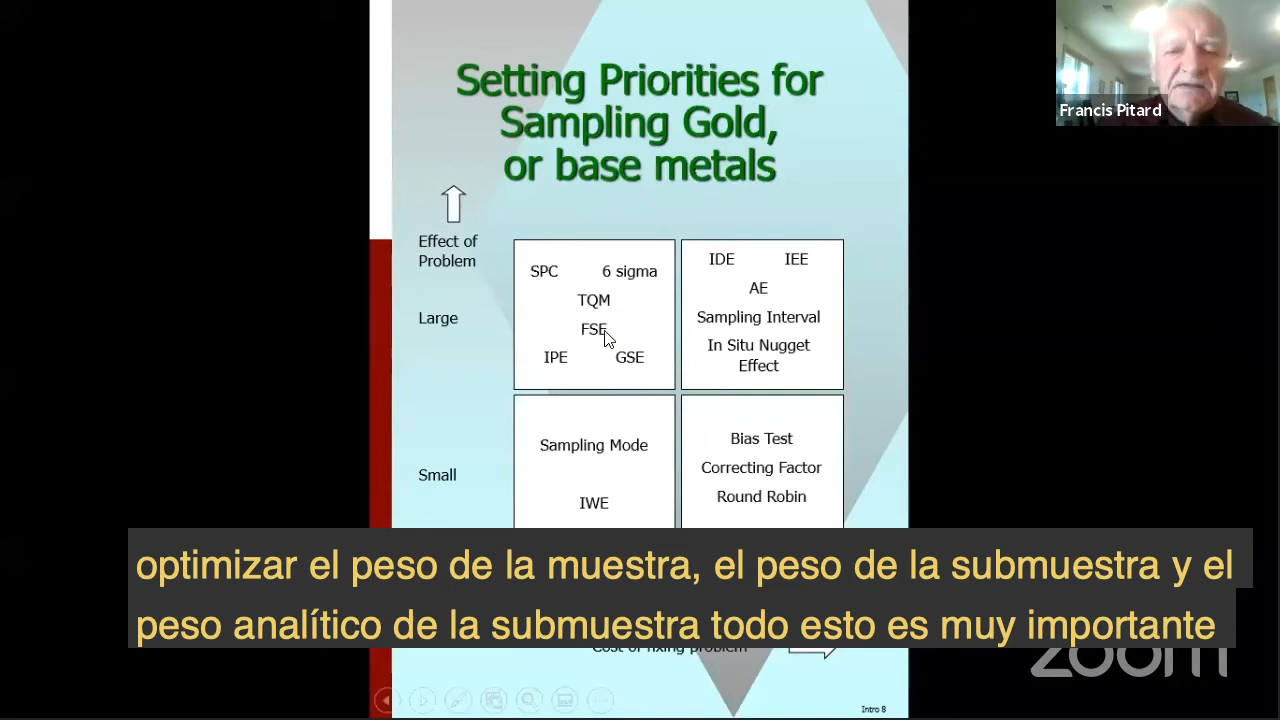 Francis Pitard
Setting Priorities for
Sampling Gold,
or base metals
Effect of
Problem
Large
SPC 6 sigma
TQM
FSE
IPE GSE
IDE IEE
AE
Sampling Interval
In Situ Nugget
Effect
Small
Sampling Mode
IWE
Bias Test
Correcting Factor
Round Robin
optimizar el peso de la muestra, el peso de la submuestra y el
peso analítico de la submuestra todo esto es muy importante
Cost of fixing problem
zoom
Intro 8